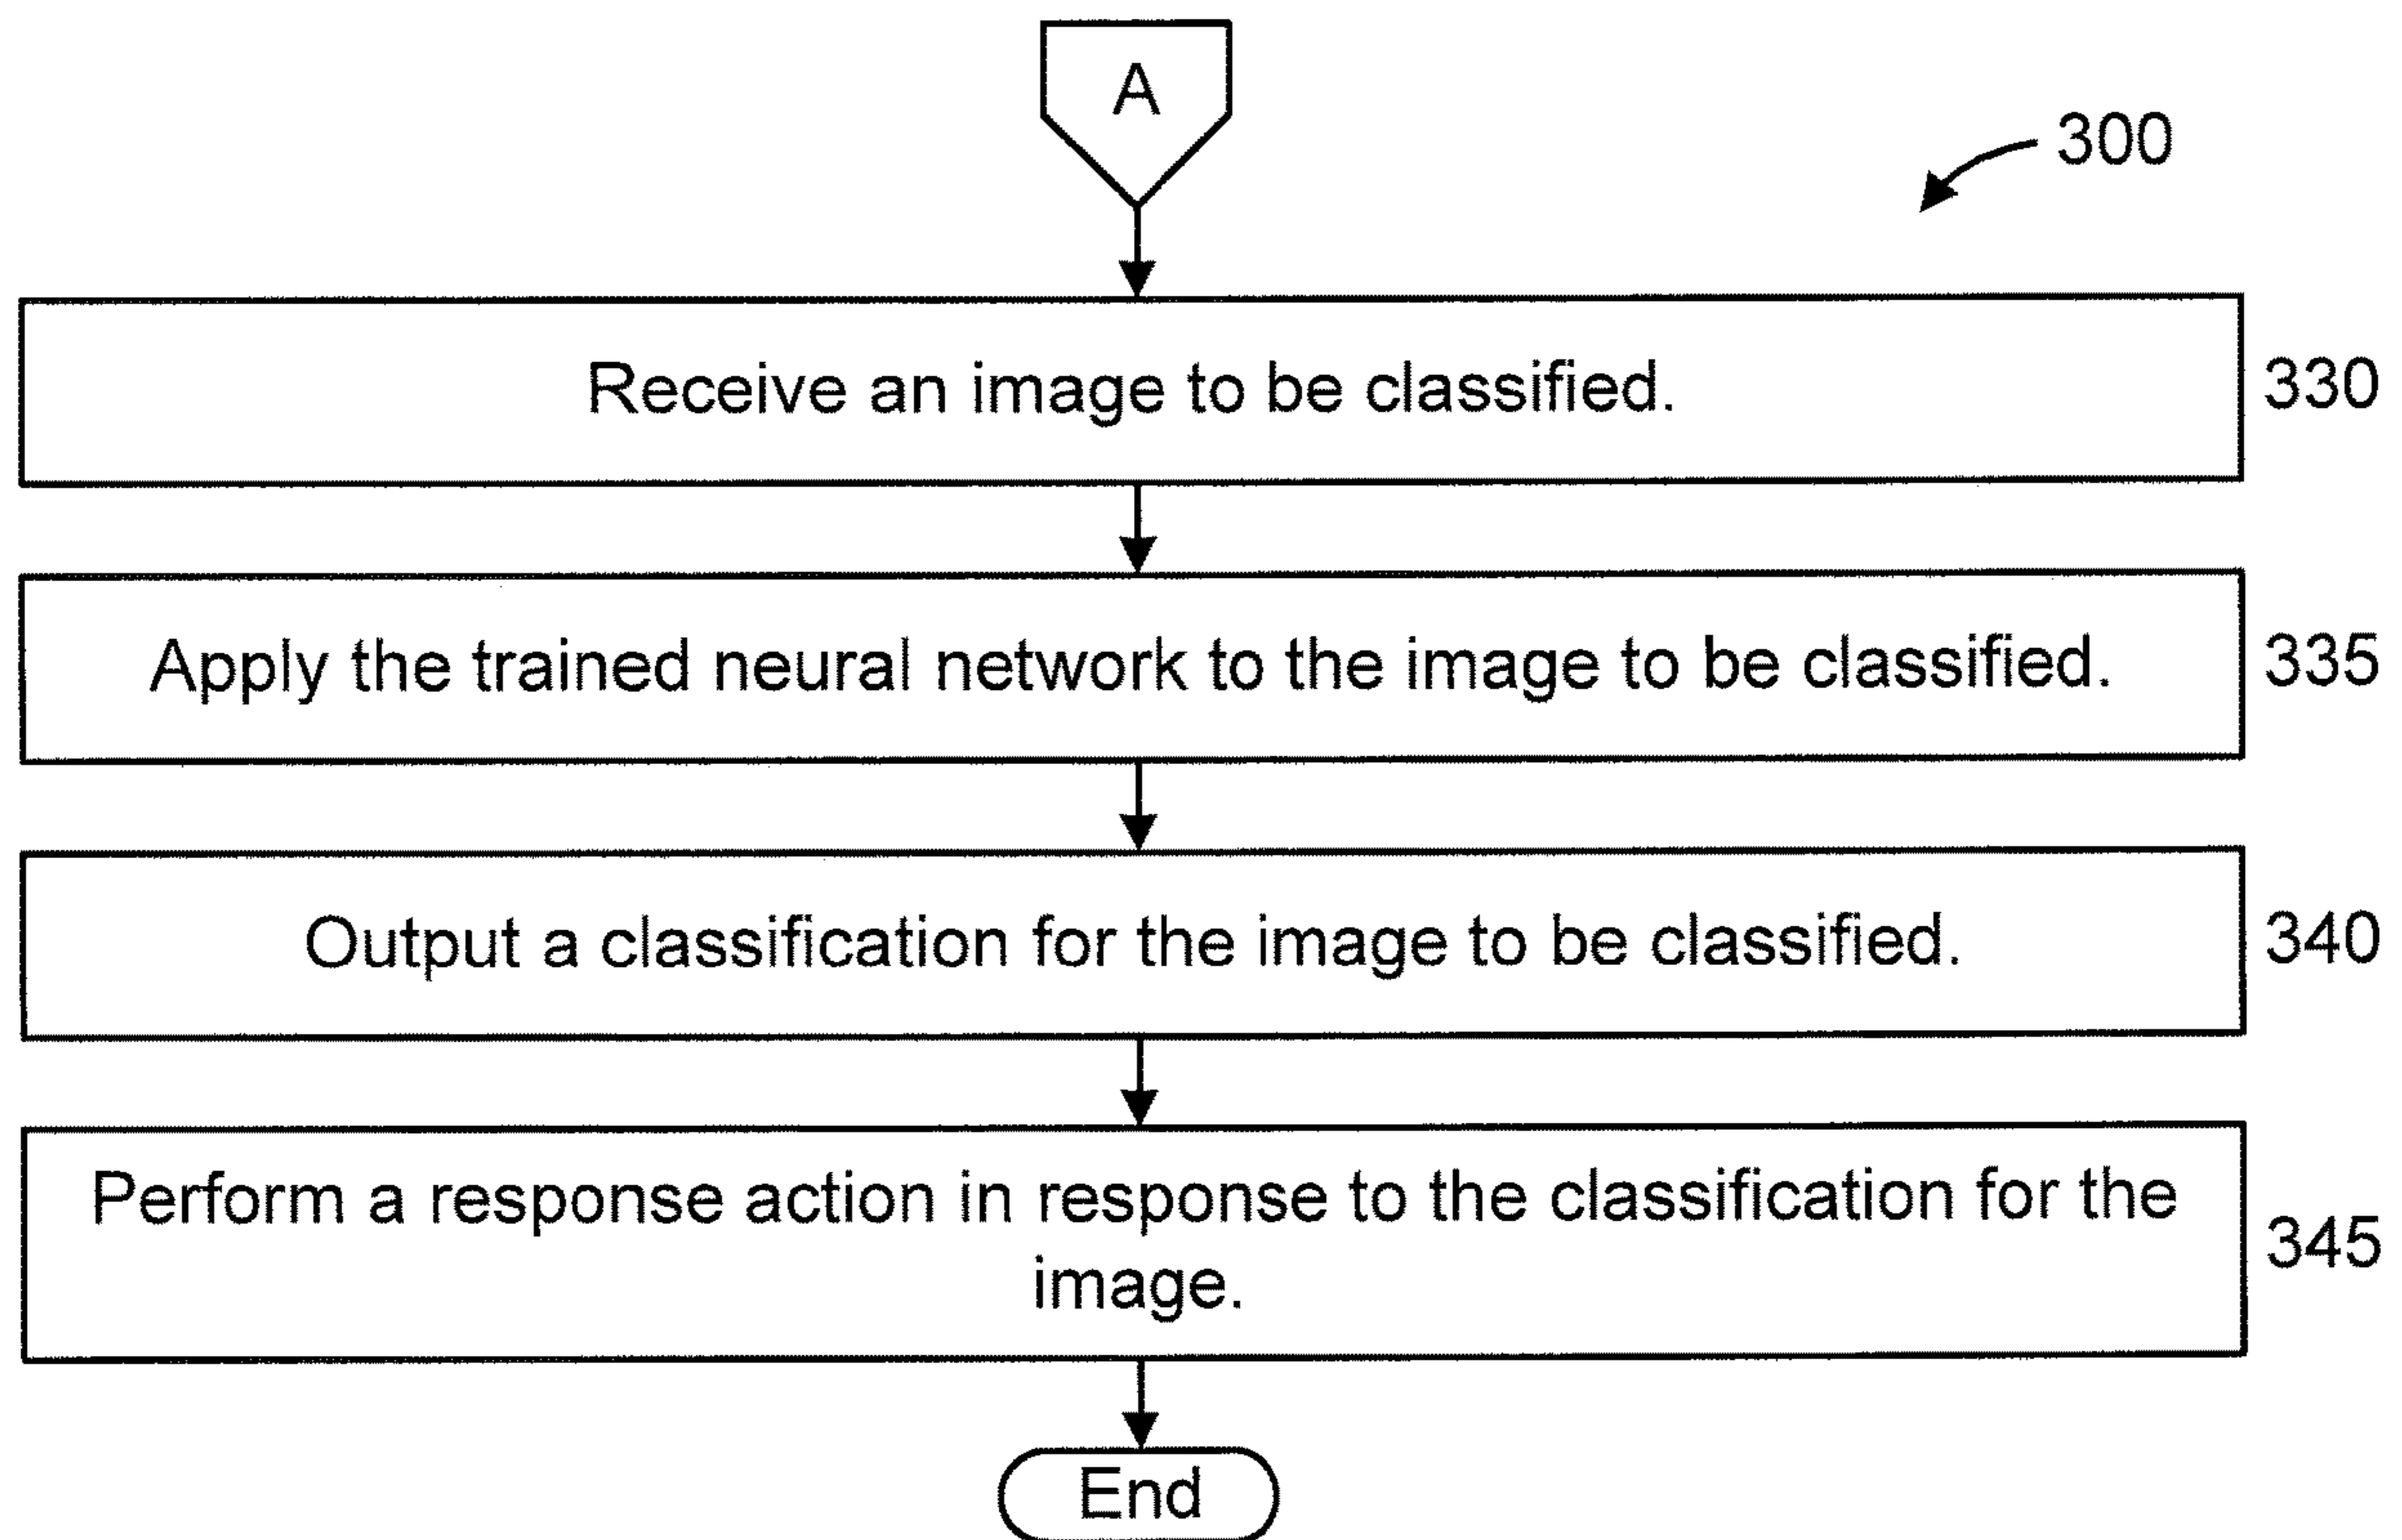 A
300
Receive an image to be classified.
330
Apply the trained neural network to the image to be classified.
335
Output a classification for the image to be classified.
340
Perform a response action in response to the classification for the
image.
345
End